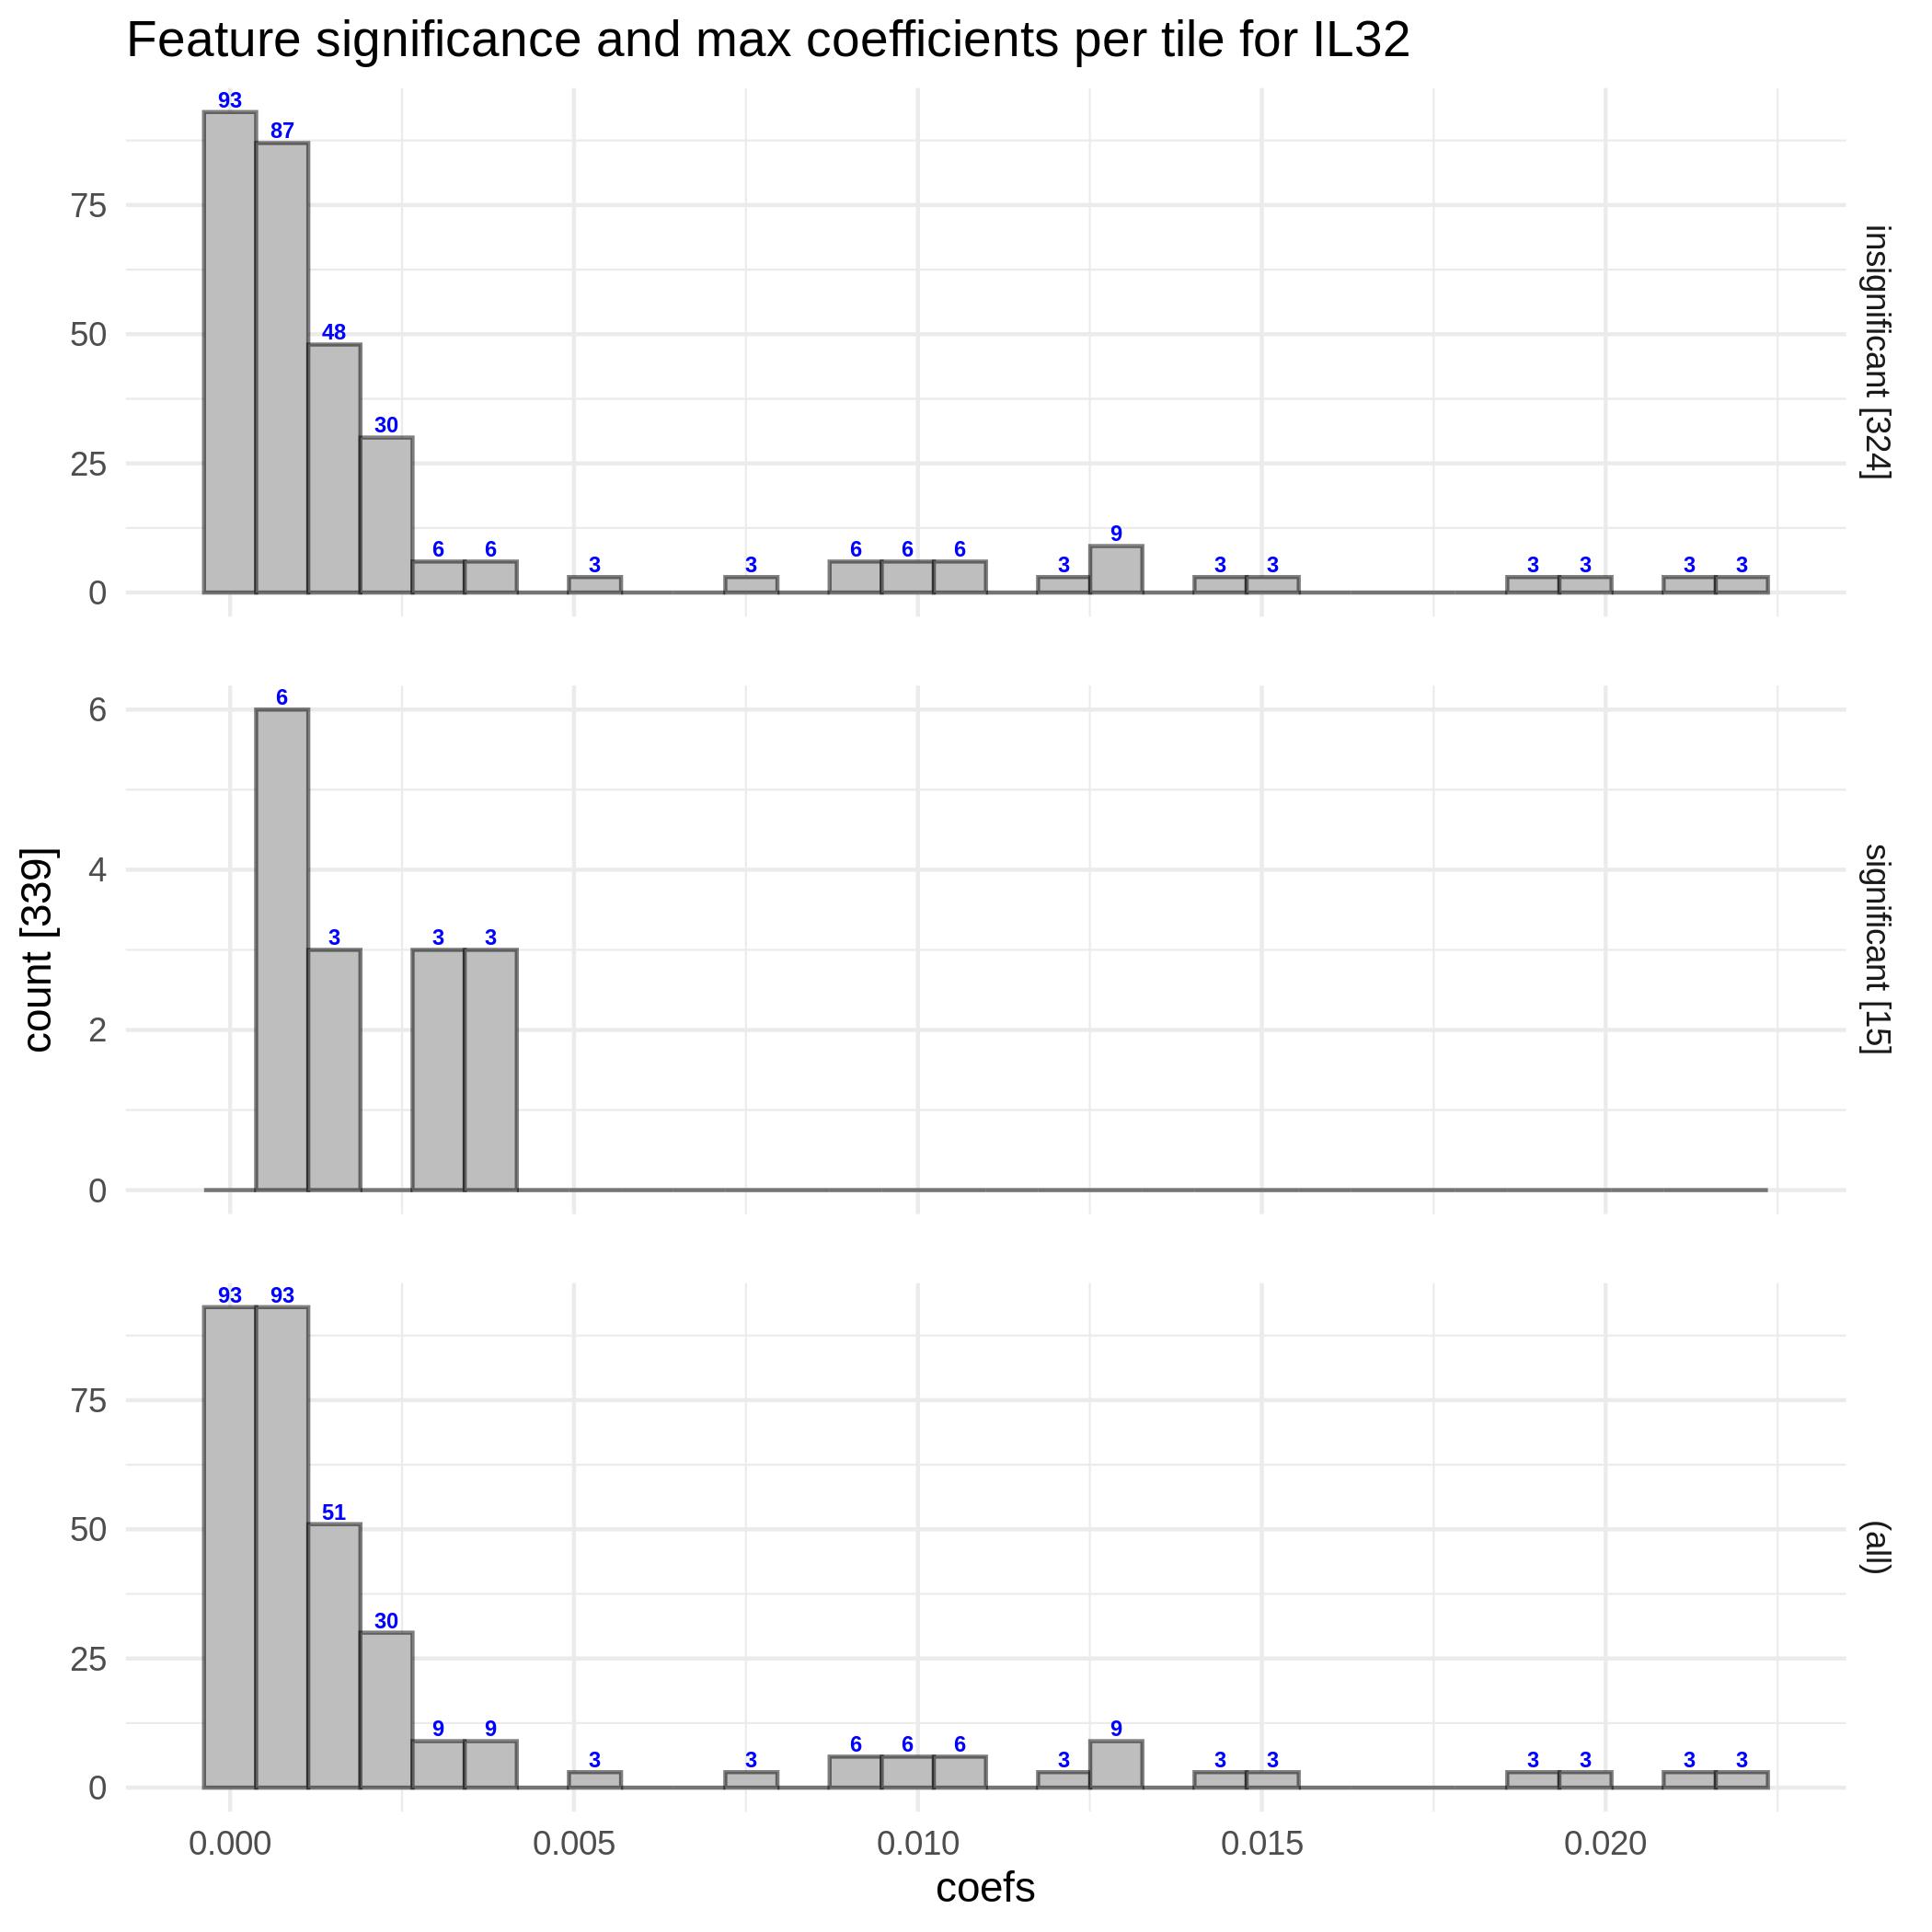 Feature significance and max coefficients per tile for IL32
93
87
48
30
6 6 3 3 6 6 6 3 9 3 3 3 3 3 3
75
50
25
0
insignificant [324]
6
3 3 3
6
4
2
0
significant [15]
count [339]
93 93
51
30
9 9 3 3 6 6 6 3 9 3 3 3 3 3 3
75
50
25
0
(all)
0.000 0.005 0.010 0.015 0.020
coefs